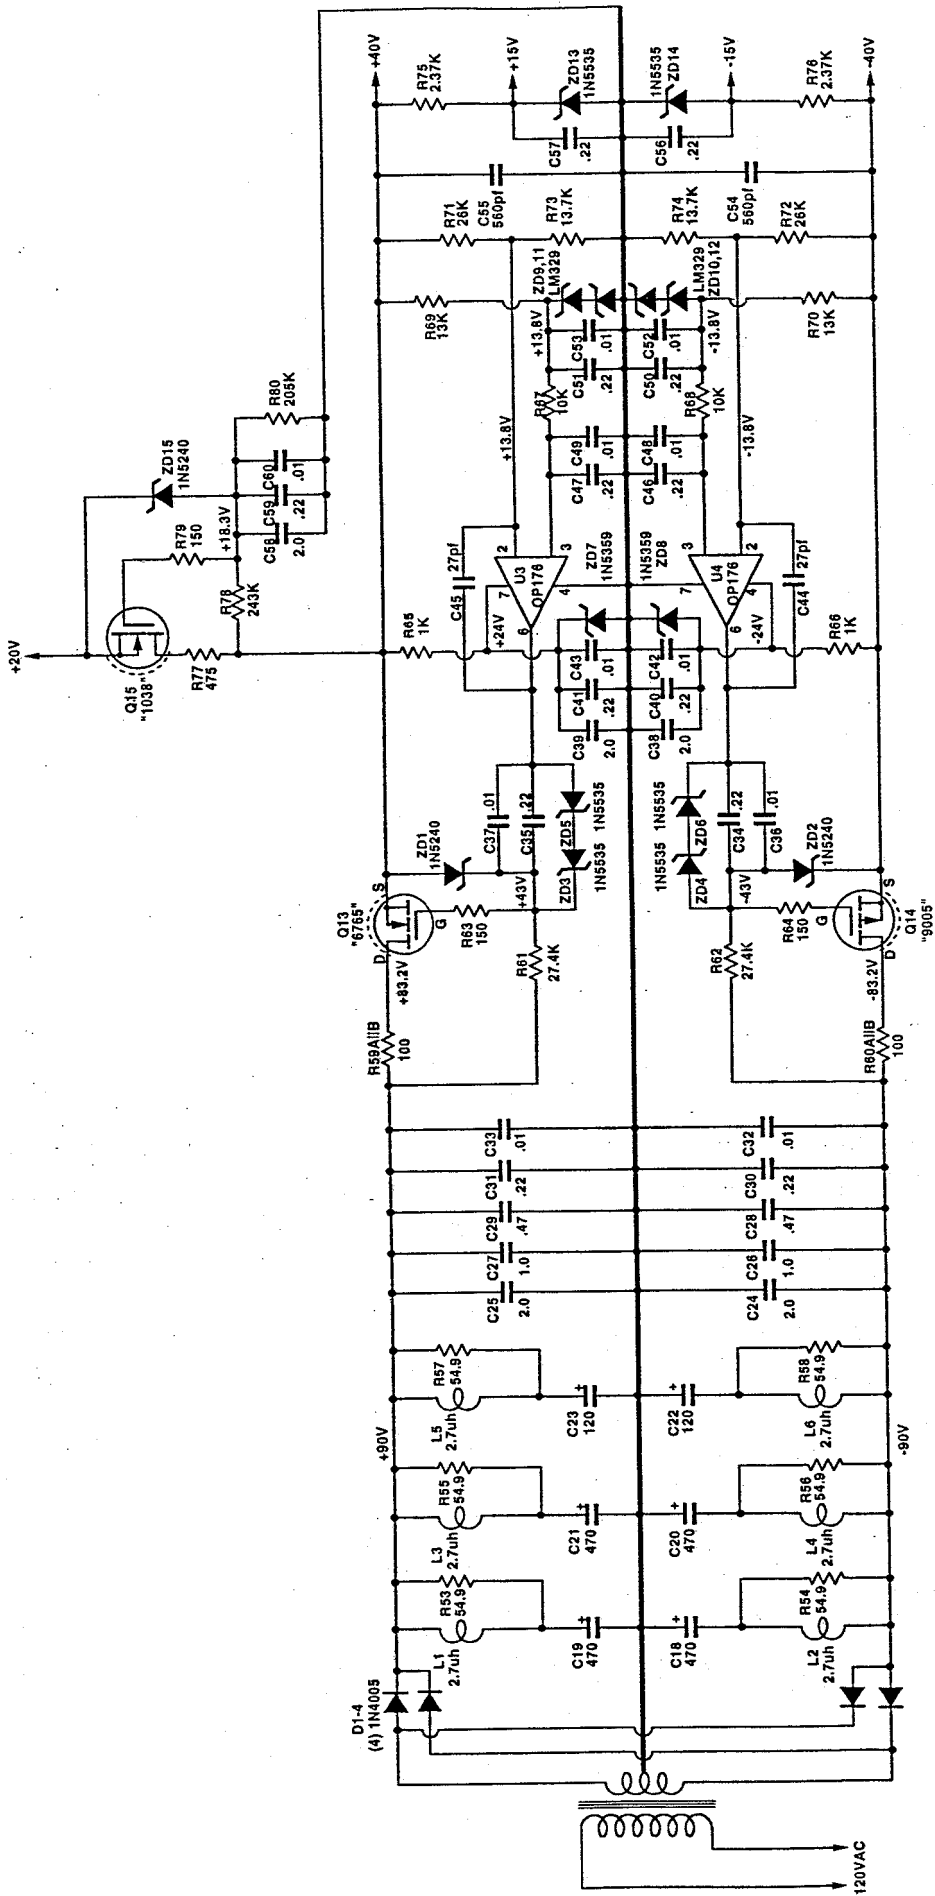 +20V
Q15
"1038"
R77
475
R78
243K
R79
150
+18.3V
ZD15
1N5240
C58
2.0
C59
.22
C60
.01
R80
205K
120VAC
D1-4
(4) 1N4005
L1
2.7uh
R53
54.9
C19
470
L3
2.7uh
R55
54.9
C21
470
+90V
L5
2.7uh
R57
54.9
C23
120
C25
2.0
C27
1.0
C29
.47
C31
.22
C33
.01
R59AIIB
100
+83.2V
D
Q13
"6765"
S
G
R63
150
R61
27.4K
ZD1
1N5240
+43V
C37
.01
C35
.22
ZD3
1N5535
ZD5
1N5535
R65
1K
+24V
C45
27pf
7
2
U3
OP176
3
6
4
C39
2.0
C41
.22
C43
.01
ZD7
1N5359
C47
.22
C49
.01
R67
10K
+13.8V
+13.8V
C51
.22
C53
.01
ZD9,11
LM329
R69
13K
R71
26K
R73
13.7K
C55
560pf
C57
.22
ZD13
1N5535
R75
2.37K
+40V
+15V
L2
2.7uh
R54
54.9
C18
470
L4
2.7uh
R56
54.9
C20
470
-90V
L6
2.7uh
R58
54.9
C22
120
C24
2.0
C26
1.0
C28
.47
C30
.22
C32
.01
R60AIIB
100
-83.2V
D
Q14
"9005"
S
G
R64
150
R62
27.4K
ZD2
1N5240
-43V
C34
.22
C36
.01
ZD4
1N5535
ZD6
1N5535
R66
1K
-24V
C44
27pf
7
3
U4
OP176
2
6
4
C38
2.0
C40
.22
C42
.01
1N5359
ZD8
C46
.22
C48
.01
R68
10K
-13.8V
-13.8V
C50
.22
C52
.01
LM329
ZD10,12
R70
13K
R74
13.7K
R72
26K
C54
560pf
C56
.22
1N5535
ZD14
R76
2.37K
-15V
-40V